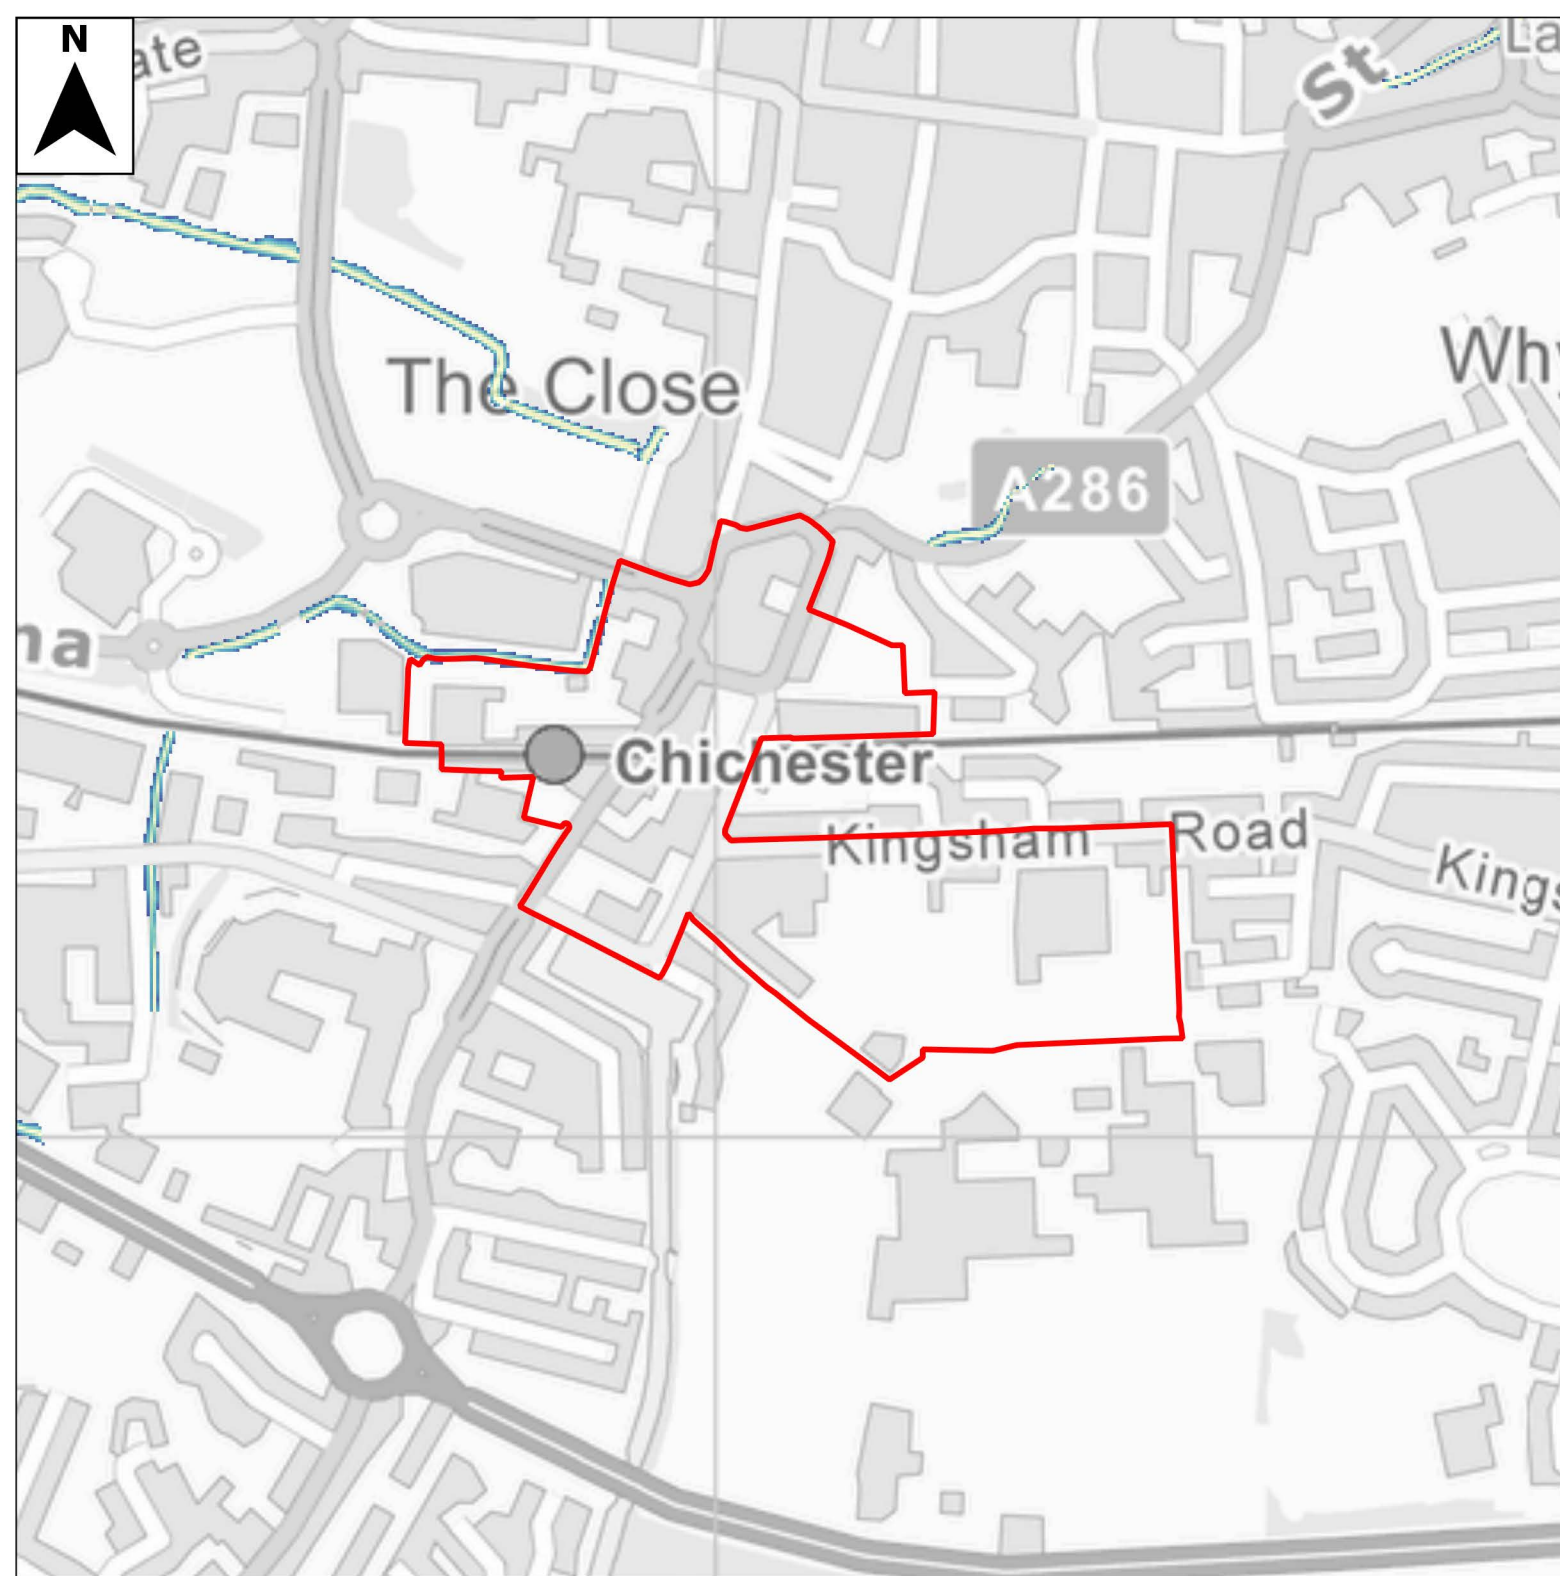 N
ate
St
La
The Close
Why
A286
na
Chichester
Kingsham Road
Kings